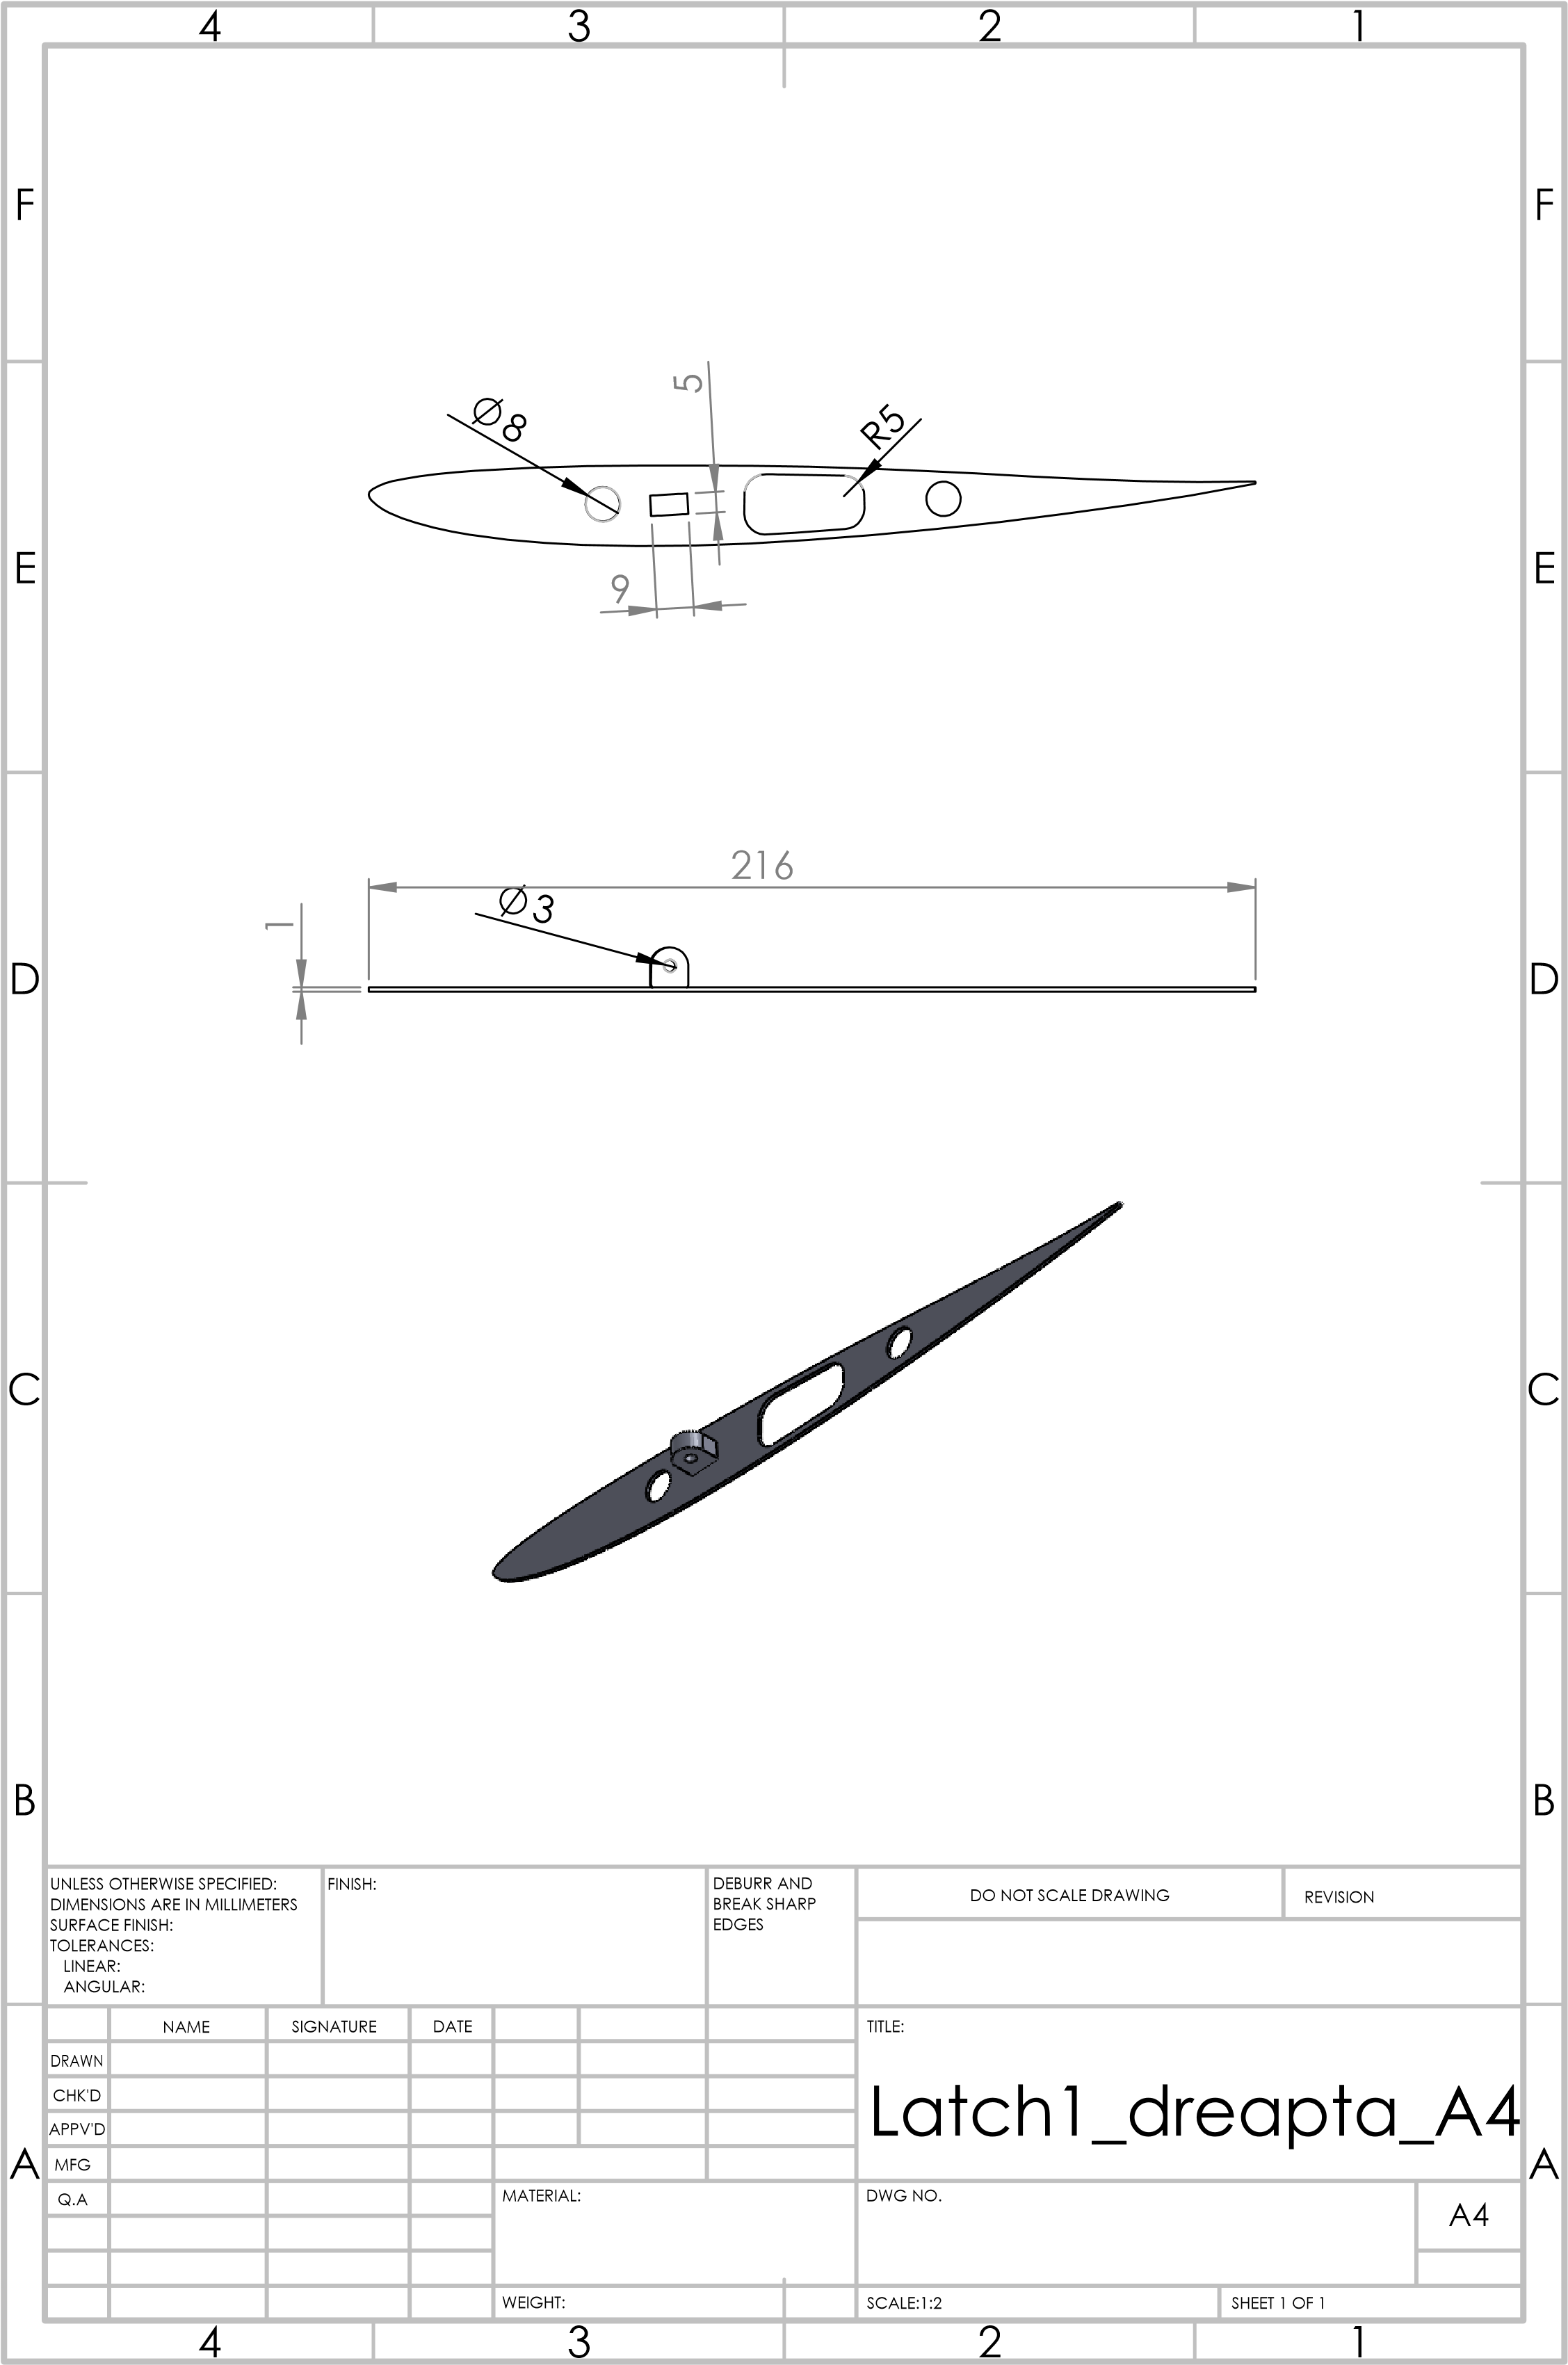 4 3 2 1
F F
Ø8
5
R5
9
E E
216
Ø3
1
D D
C C
B B
UNLESS OTHERWISE SPECIFIED:
DIMENSIONS ARE IN MILLIMETERS
SURFACE FINISH:
TOLERANCES:
LINEAR:
ANGULAR:
FINISH:
DEBURR AND
BREAK SHARP
EDGES
DO NOT SCALE DRAWING
REVISION
NAME SIGNATURE DATE
DRAWN
CHK'D
APPV'D
MFG
Q.A
TITLE:
Latch1_dreapta_A4
A A
MATERIAL:
DWG NO.
A4
WEIGHT:
SCALE:1:2
SHEET 1 OF 1
4 3 2 1